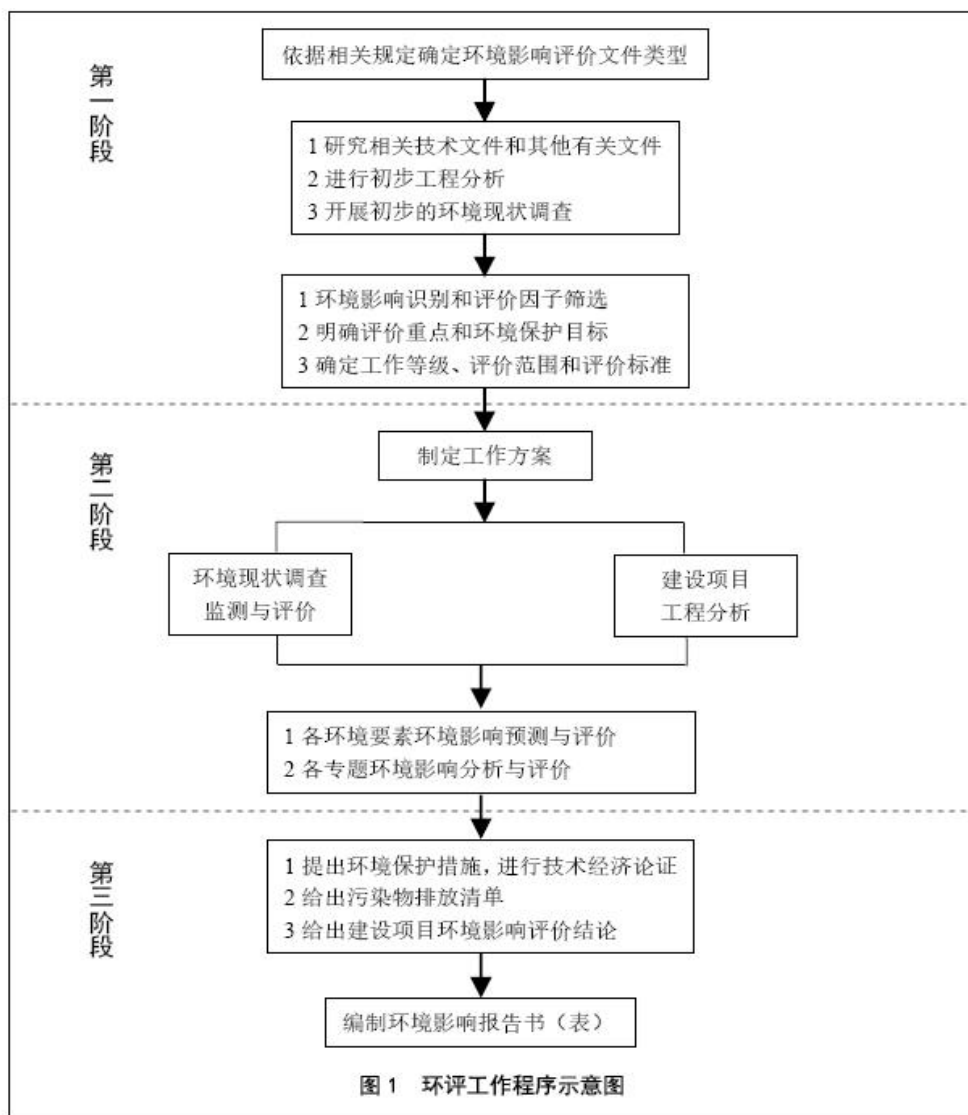 第一阶段
依据相关规定确定环境影响评价文件类型
1 研究相关技术文件和其他有关文件
2 进行初步工程分析
3 开展初步的环境现状调查
1 环境影响识别和评价因子筛选
2 明确评价重点和环境保护目标
3 确定工作等级、评价范围和评价标准
第二阶段
制定工作方案
环境现状调查
监测与评价
建设项目
工程分析
1 各环境要素环境影响预测与评价
2 各专题环境影响分析与评价
第三阶段
1 提出环境保护措施,进行技术经济论证
2 给出污染物排放清单
3 给出建设项目环境影响评价结论
编制环境影响报告书（表）
图 1 环评工作程序示意图